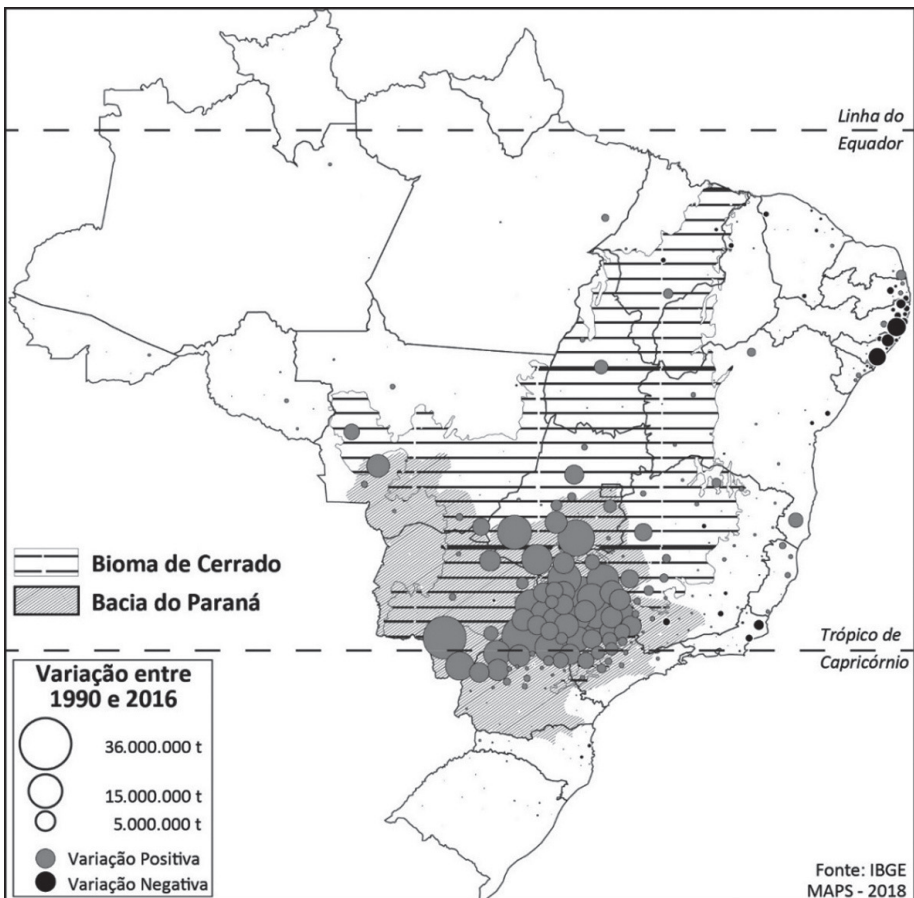 Linha do
Equador
Bioma de Cerrado
Bacia do Paraná
Trópico de
Capricórnio
Variação entre
1990 e 2016
36.000.000 t
15.000.000 t
5.000.000 t
Variação Positiva
Variação Negativa
Fonte: IBGE
MAPS - 2018